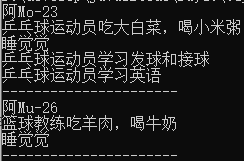 阿Mo-23
乒乓球运动员吃大白菜，喝小米粥
睡觉觉
乒乓球运动员学习发球和接球
乒乓球运动员学习英语
--------------------
阿Mu-26
篮球教练吃羊肉，喝牛奶
睡觉觉
--------------------